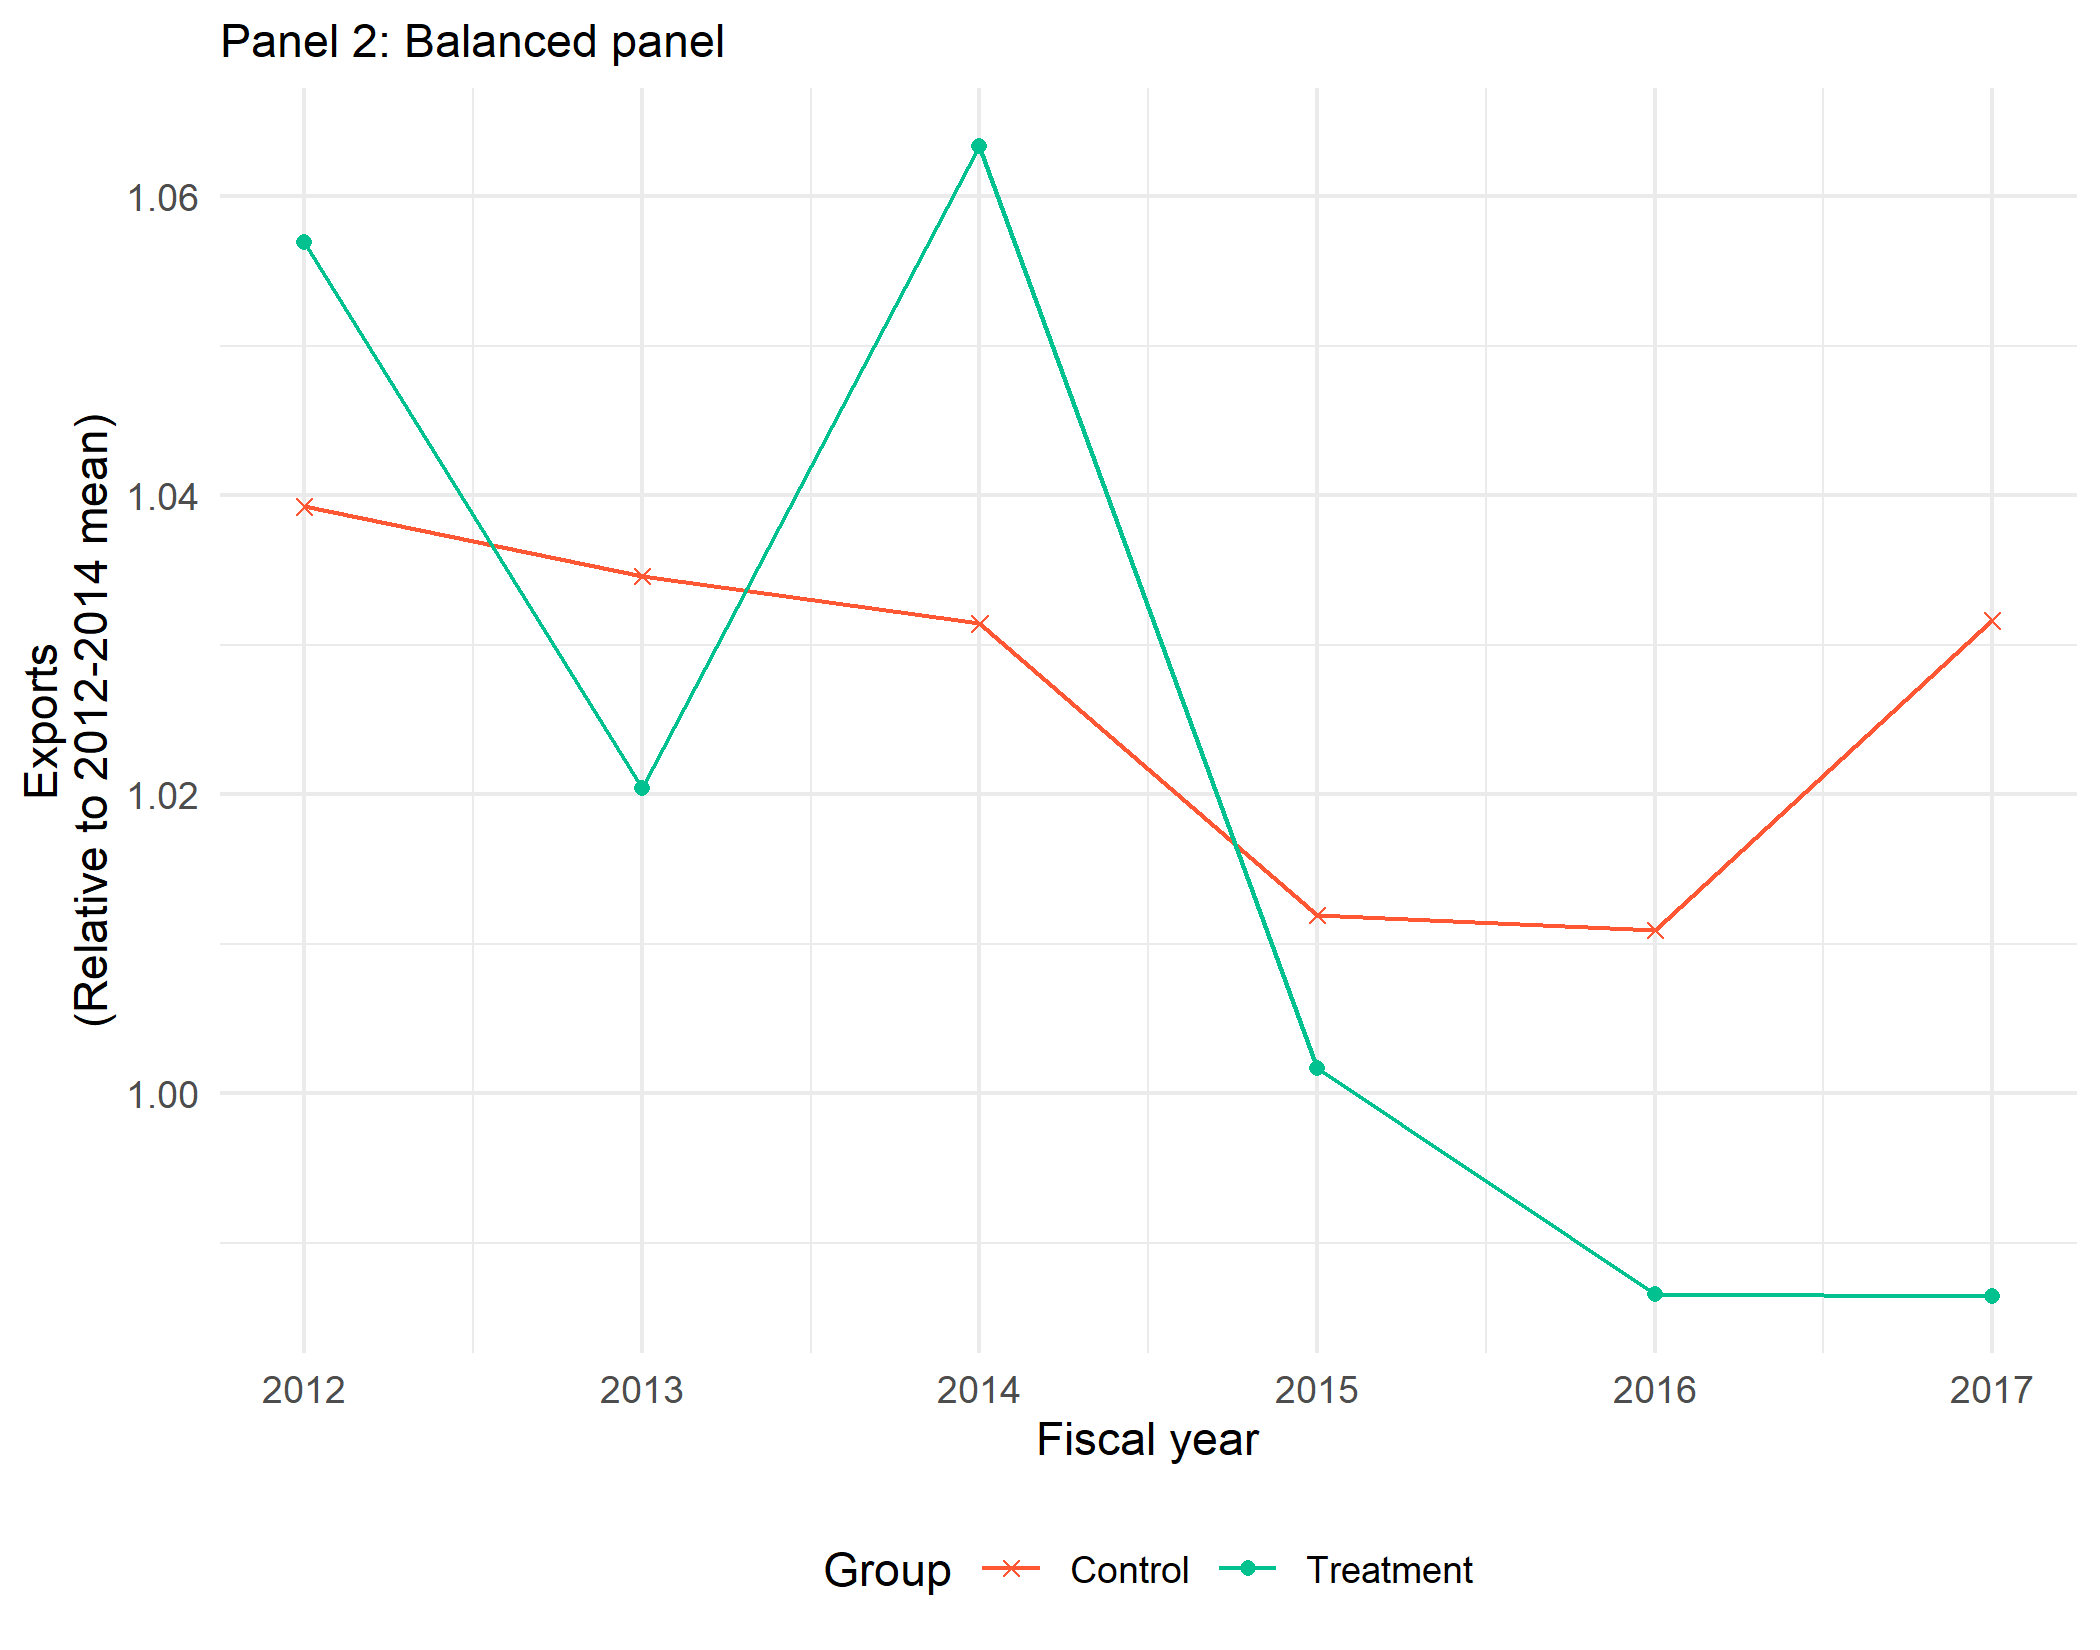 Panel 2: Balanced panel
Exports
(Relative to 2012-2014 mean)
1.06
1.04
1.02
1.00
2012 2013 2014 2015 2016 2017
Fiscal year
Group Control Treatment